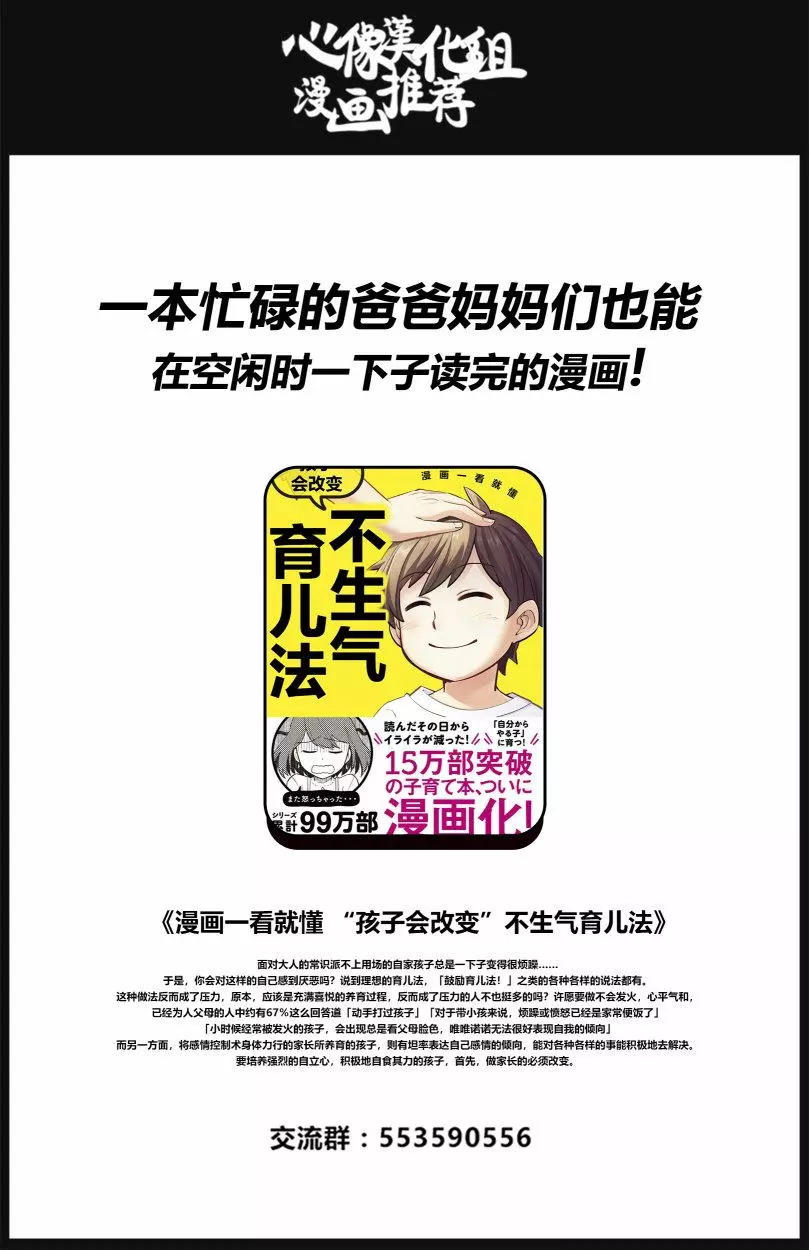 心像漢化组
漫画推荐
一本忙碌的爸爸妈妈们也能
在空闲时一下子读完的漫画！
会改变
漫画一看就懂
不生气
育儿法
読んだその日から
イライラが減った！
「自分から
やる子」
に育つ！
15万部突破
の子育て本、ついに
漫画化！
また怒っちゃった・・・
シリーズ
累計
99万部
《漫画一看就懂 “孩子会改变”不生气育儿法》
面对大人的常识派不上用场的自家孩子总是一下子变得很烦躁……
于是，你会对这样的自己感到厌恶吗？说到理想的育儿法，「鼓励育儿法！」之类的各种各样的说法都有。
这种做法反而成了压力，原本，应该是充满喜悦的养育过程，反而成了压力的人不也挺多的吗？许愿要做不会发火，心平气和，
已经为人父母的人中约有67%这么回答道「动手打过孩子」「对于带小孩来说，烦躁或愤怒已经是家常便饭了」
「小时候经常被发火的孩子，会出现总是看父母脸色，唯唯诺诺无法很好表现自我的倾向」
而另一方面，将感情控制术身体力行的家长所养育的孩子，则有坦率表达自己感情的倾向，能对各种各样的事能积极地去解决。
要培养强烈的自立心，积极地自食其力的孩子，首先，做家长的必须改变。
交流群：553590556